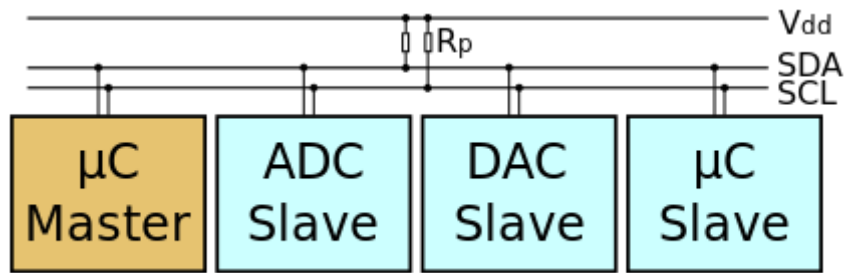 Vdd
Rp
SDA
SCL
µC
Master
ADC
Slave
DAC
Slave
µC
Slave